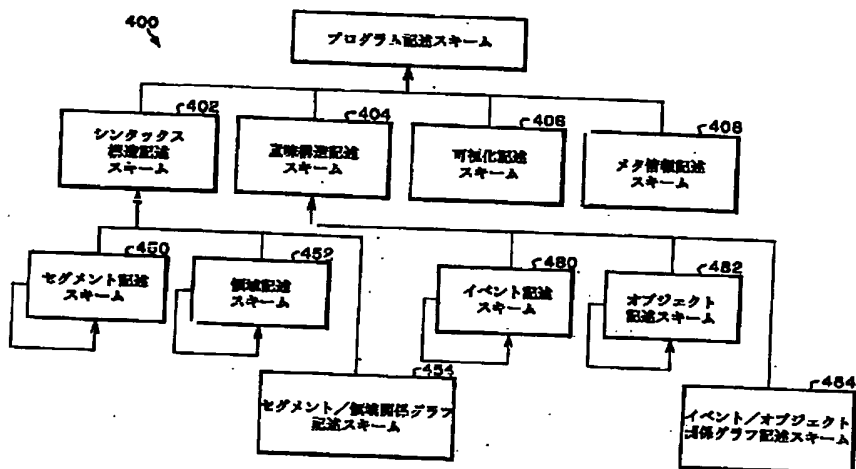 400
プログラム記述スキーム
402
シンタックス
構造記述
スキーム
404
意味構造記述
スキーム
406
可視化記述
スキーム
408
メタ情報記述
スキーム
450
セグメント記述
スキーム
452
領域記述
スキーム
480
イベント記述
スキーム
482
オブジェクト
記述スキーム
454
セグメント／領域関係グラフ
記述スキーム
484
イベント／オブジェクト
関係グラフ記述スキーム